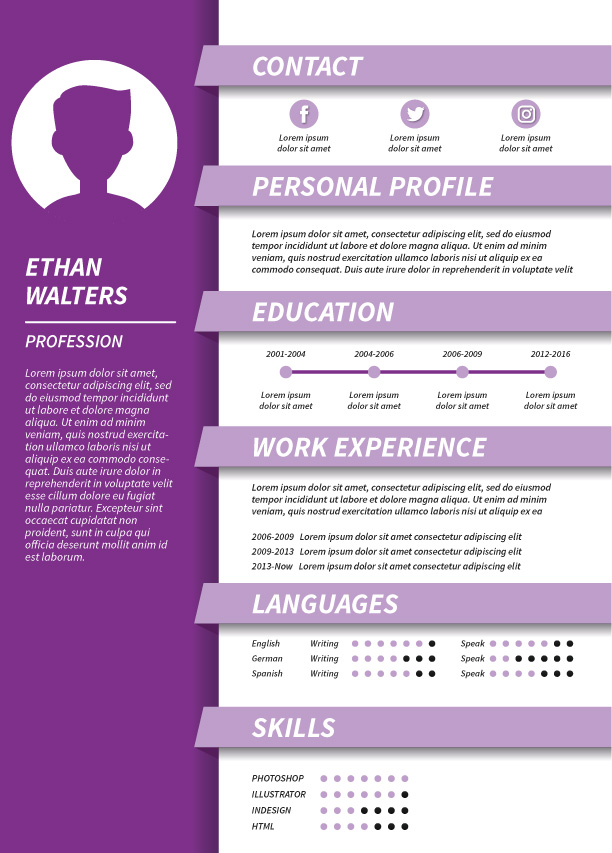 ETHAN
WALTERS
PROFESSION
Lorem ipsum dolor sit amet,
consectetur adipiscing elit, sed
do eiusmod tempor incididunt
ut labore et dolore magna
aliqua. Ut enim ad minim
veniam, quis nostrud exercita-
tion ullamco laboris nisi ut
aliquip ex ea commodo conse-
quat. Duis aute irure dolor in
reprehenderit in voluptate velit
esse cillum dolore eu fugiat
nulla pariatur. Excepteur sint
occaecat cupidatat non
proident, sunt in culpa qui
officia deserunt mollit anim id
est laborum.
CONTACT
Lorem ipsum
dolor sit amet
Lorem ipsum
dolor sit amet
Lorem ipsum
dolor sit amet
PERSONAL PROFILE
Lorem ipsum dolor sit amet, consectetur adipiscing elit, sed do eiusmod
tempor incididunt ut labore et dolore magna aliqua. Ut enim ad minim
veniam, quis nostrud exercitation ullamco laboris nisi ut aliquip ex ea
commodo consequat. Duis aute irure dolor in reprehenderit in voluptate velit
EDUCATION
2001-2004 2004-2006 2006-2009 2012-2016
Lorem ipsum
dolor sit amet
Lorem ipsum
dolor sit amet
Lorem ipsum
dolor sit amet
Lorem ipsum
dolor sit amet
WORK EXPERIENCE
Lorem ipsum dolor sit amet, consectetur adipiscing elit, sed do eiusmod
tempor incididunt ut labore et dolore magna aliqua. Ut enim ad minim
veniam, quis nostrud exercitation ullamco laboris nisi ut aliquip ex ea
2006-2009 Lorem ipsum dolor sit amet consectetur adipiscing elit
2009-2013 Lorem ipsum dolor sit amet consectetur adipiscing elit
2013-Now Lorem ipsum dolor sit amet consectetur adipiscing elit
LANGUAGES
English Writing Speak
German Writing Speak
Spanish Writing Speak
SKILLS
PHOTOSHOP
ILLUSTRATOR
INDESIGN
HTML